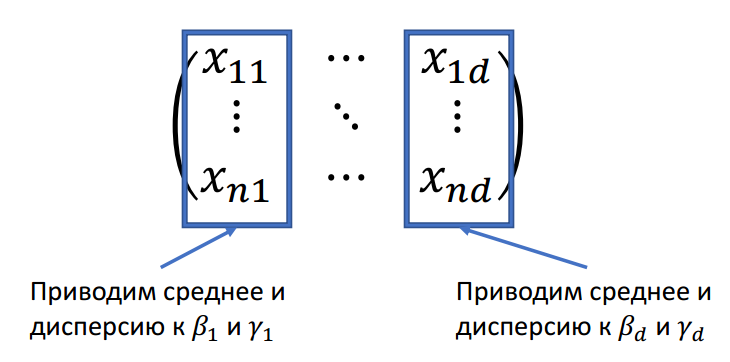 x₁₁ ⋯ x₁d
⋮ ⋱ ⋮
xₙ₁ ⋯ xₙd
Приводим среднее и
дисперсию к β₁ и γ₁
Приводим среднее и
дисперсию к βd и γd